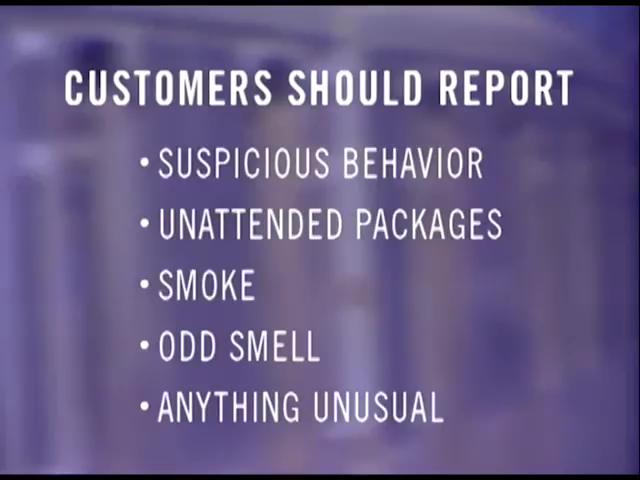 CUSTOMERS SHOULD REPORT
• SUSPICIOUS BEHAVIOR
• UNATTENDED PACKAGES
• SMOKE
• ODD SMELL
• ANYTHING UNUSUAL